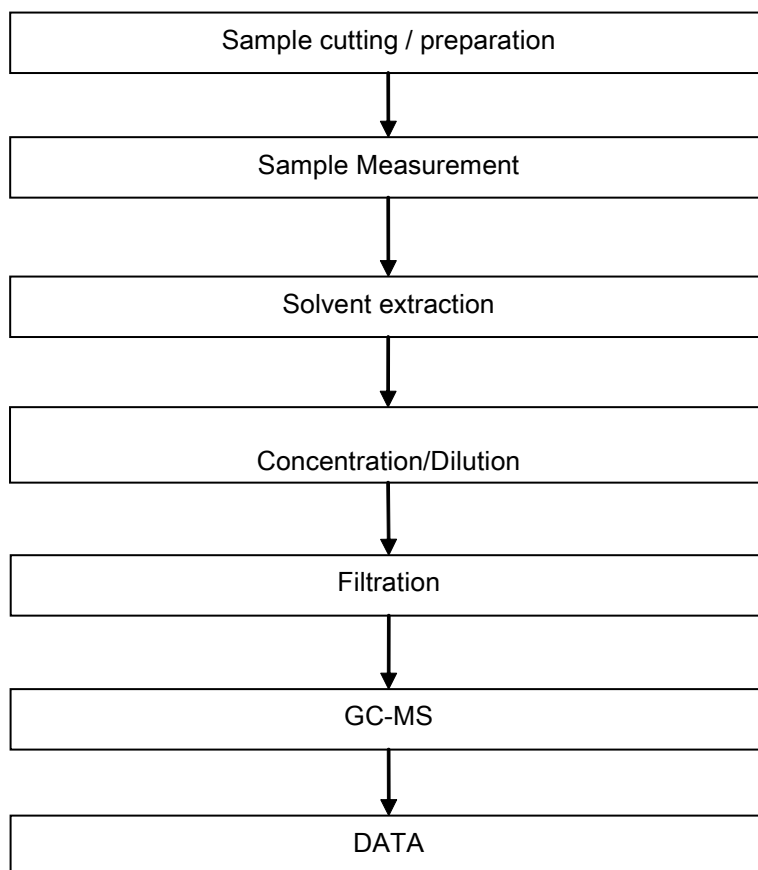 Sample cutting / preparation
Sample Measurement
Solvent extraction
Concentration/Dilution
Filtration
GC-MS
DATA